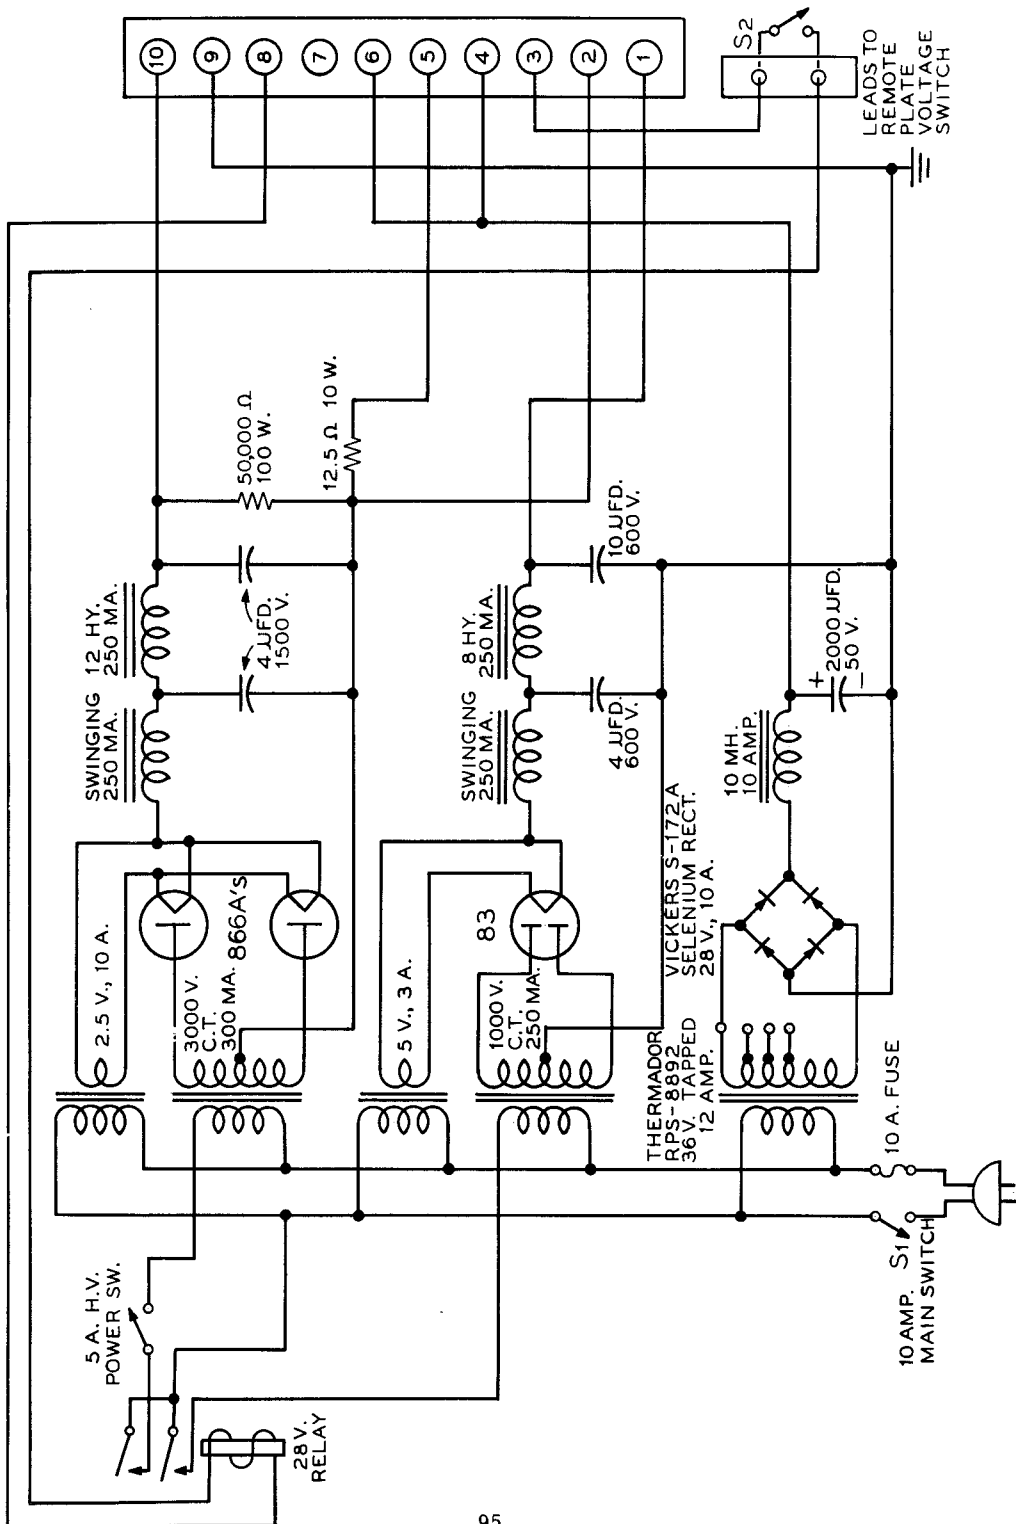 10
9
8
7
6
5
4
3
2
1
S2
LEADS TO
REMOTE
PLATE
VOLTAGE
SWITCH
SWINGING
250 MA.
12 HY.
250 MA.
4 µFD.
1500 V.
50,000 Ω
100 W.
12.5 Ω 10 W.
2.5 V., 10 A.
3000 V.
C.T.
300 MA.
866A's
SWINGING
250 MA.
8 HY.
250 MA.
4 µFD.
600 V.
10 µFD.
600 V.
5 V., 3 A.
1000 V.
C.T.
250 MA.
83
10 MH.
10 AMP.
+
2000 µFD.
– 50 V.
VICKERS S-172A
SELENIUM RECT.
28 V., 10 A.
THERMADOR
RPS-8892
36 V. TAPPED
12 AMP.
10 A. FUSE
S1
10 AMP.
MAIN SWITCH
5 A. H.V.
POWER SW.
28 V.
RELAY
95